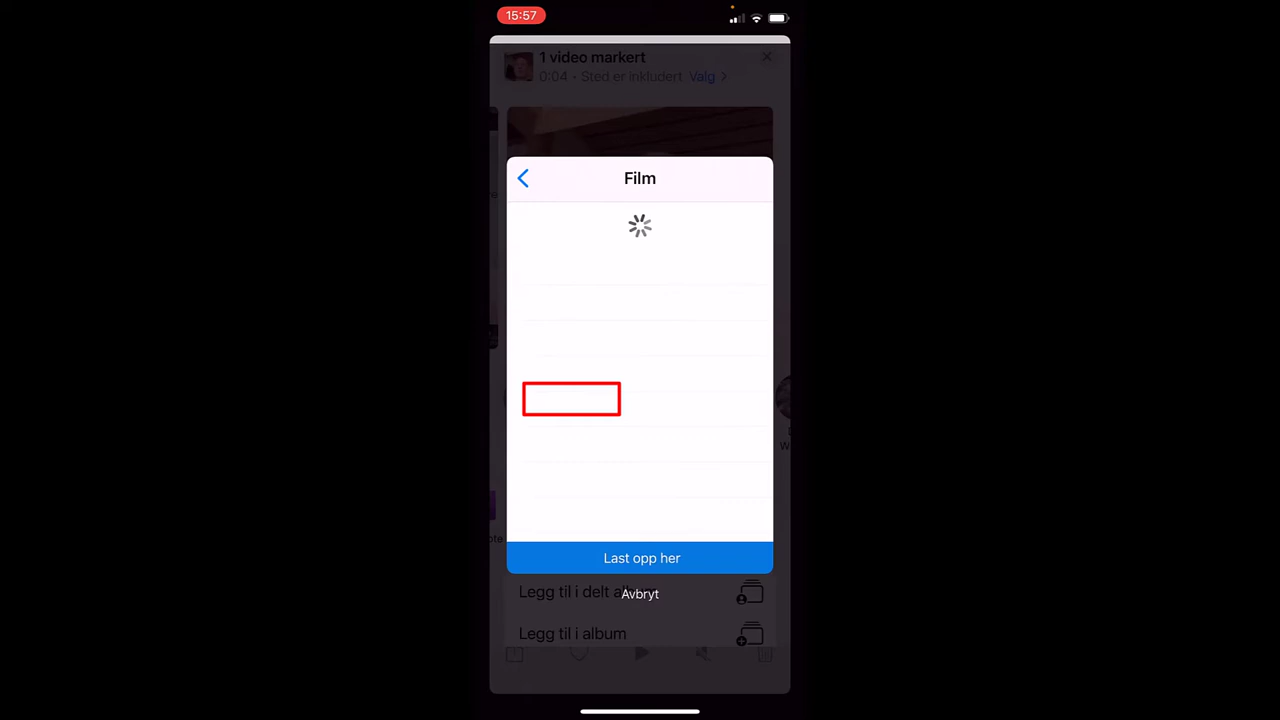 15:57
1 video markert
0:04 • Sted er inkludert Valg >
Film
Last opp her
Legg til i delt al
Avbryt
Legg til i album